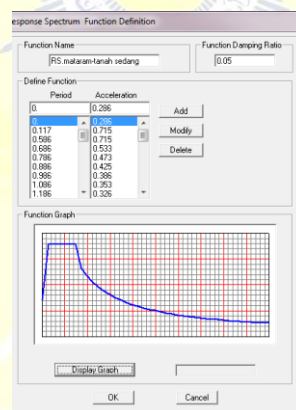 esponse Spectrum Function Definition
Function Name
Function Damping Ratio
RS.mataram-tanah sedang
0.05
Define Function
Period Acceleration
0. 0.286 Add
0. 0.286
0.117 0.715 Modify
0.586 0.715
0.686 0.533 Delete
0.786 0.473
0.886 0.425
0.986 0.386
1.086 0.353
1.186 0.326
Function Graph
Display Graph
OK Cancel